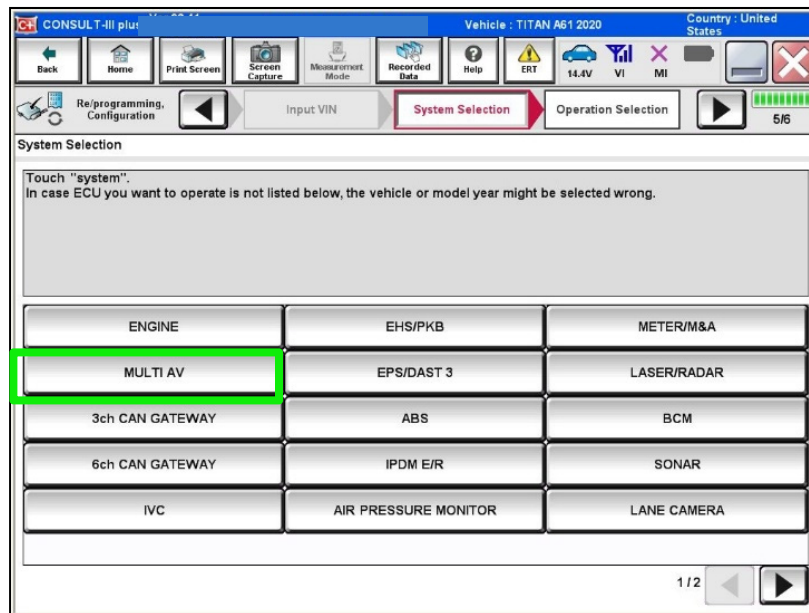 CONSULT-III plus
Vehicle : TITAN A61 2020
Country : United
States
Back
Home
Print Screen
Screen
Capture
Measurement
Mode
Recorded
Data
Help
ERT
14.4V
VI
MI
Re/programming,
Configuration
Input VIN
System Selection
Operation Selection
5/6
System Selection
Touch "system".
In case ECU you want to operate is not listed below, the vehicle or model year might be selected wrong.
ENGINE
EHS/PKB
METER/M&A
MULTI AV
EPS/DAST 3
LASER/RADAR
3ch CAN GATEWAY
ABS
BCM
6ch CAN GATEWAY
IPDM E/R
SONAR
IVC
AIR PRESSURE MONITOR
LANE CAMERA
1/2